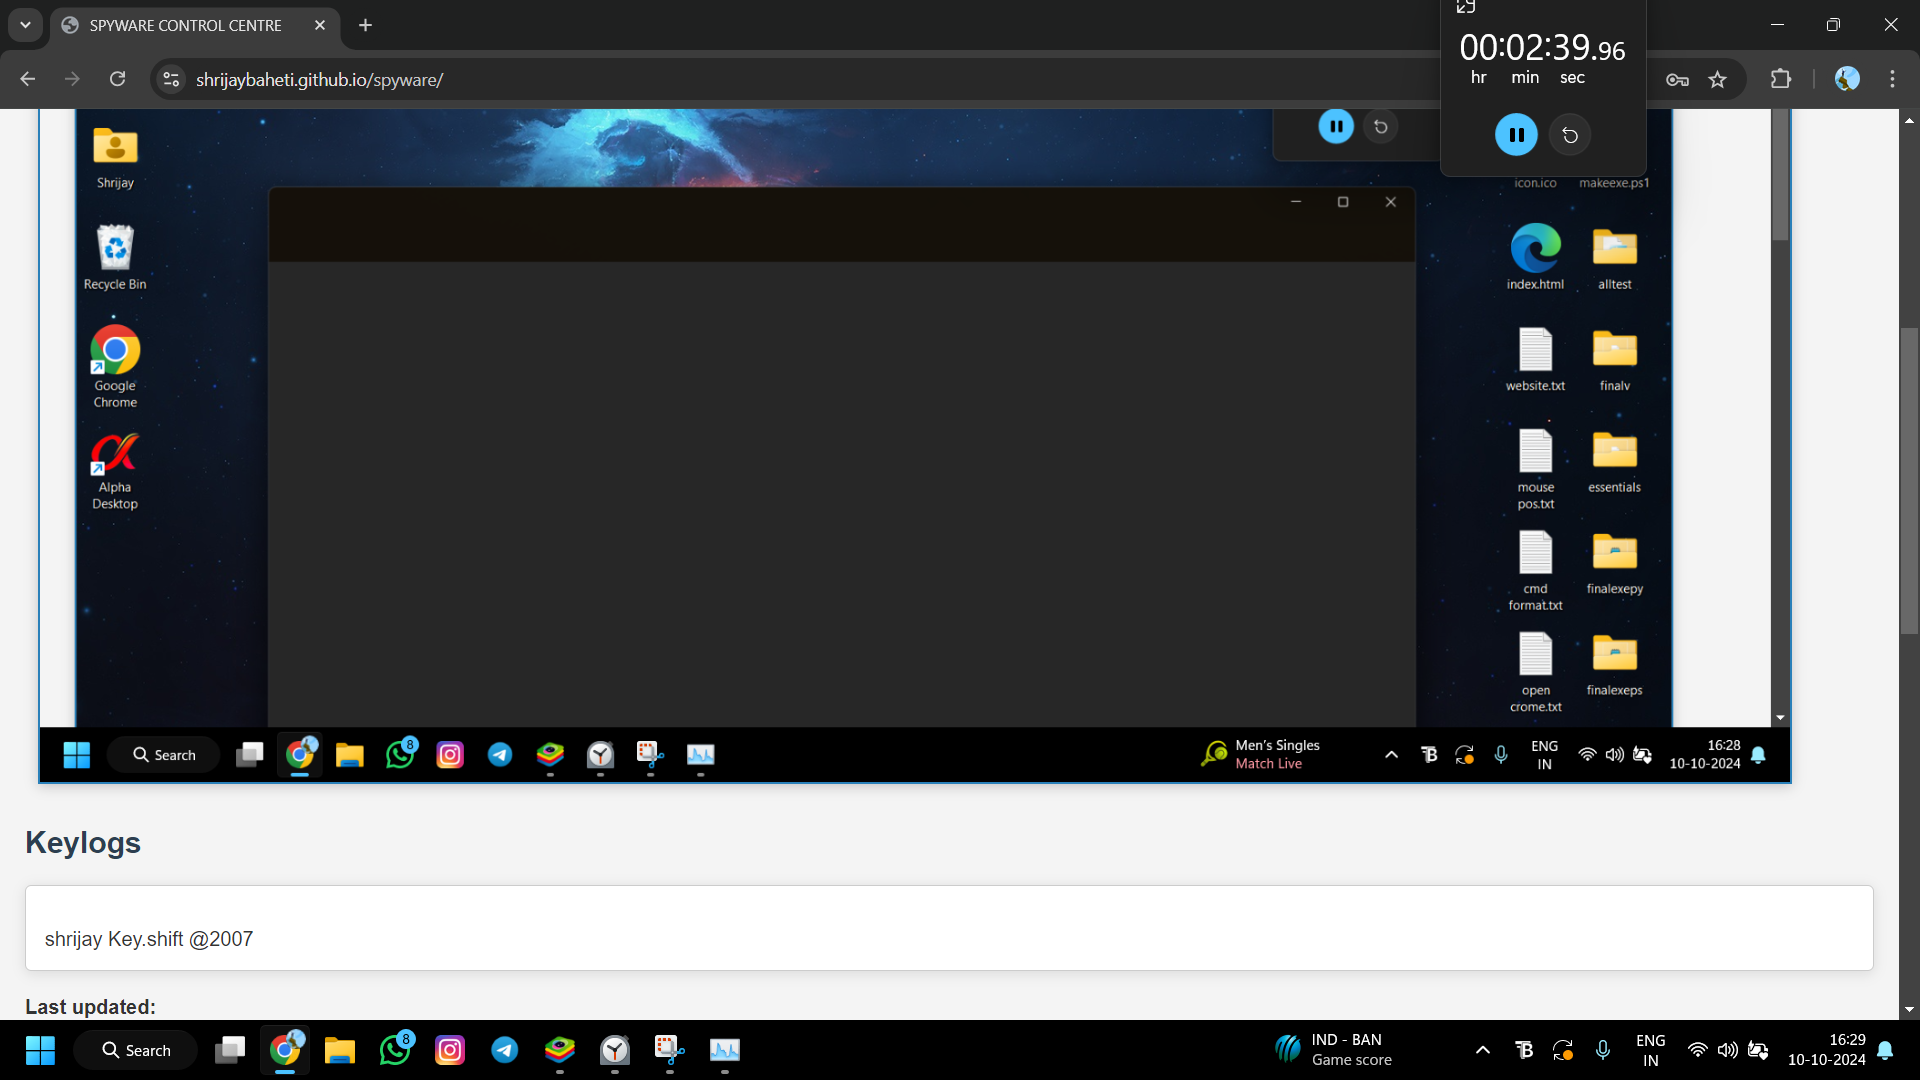 SPYWARE CONTROL CENTRE
00:02:39.96
hr min sec
shrijaybaheti.github.io/spyware/
Shrijay
icon.ico
makeexe.ps1
Recycle Bin
index.html
alltest
Google
Chrome
website.txt
finalv
Alpha
Desktop
mouse
pos.txt
essentials
cmd
format.txt
finalexepy
open
crome.txt
finalexeps
Search
8
Men's Singles
Match Live
ENG
IN
16:28
10-10-2024
Keylogs
shrijay Key.shift @2007
Last updated:
Search
8
IND - BAN
Game score
ENG
IN
16:29
10-10-2024